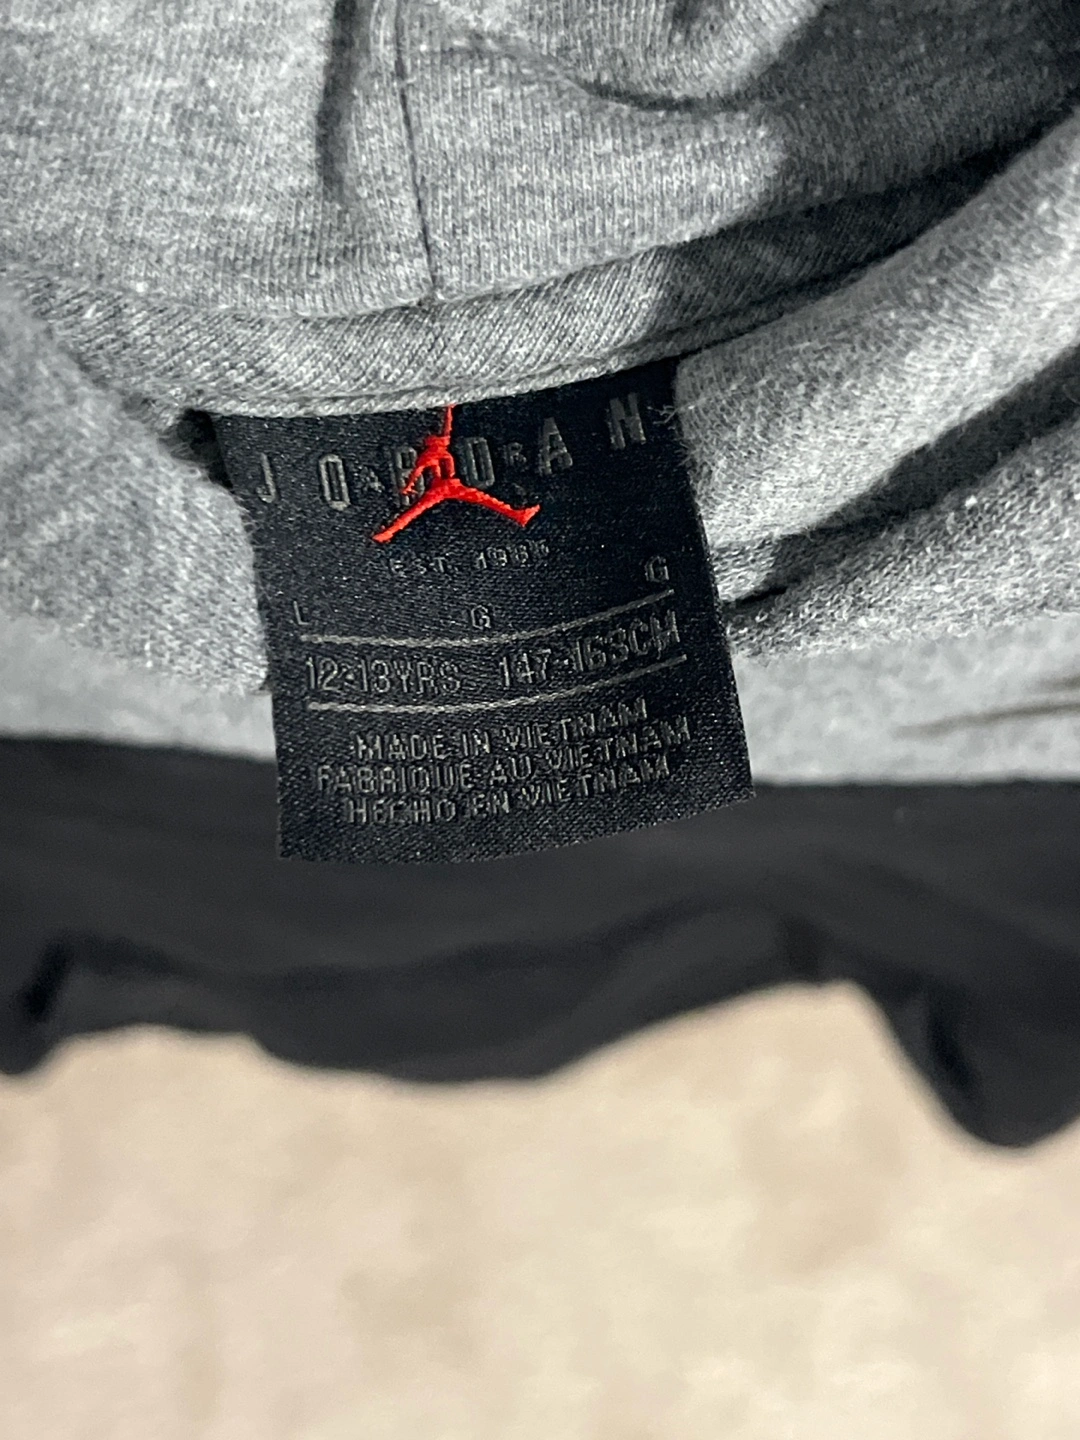 JORDAN
EST. 1985
L G G
12-13YRS 147-163CM
MADE IN VIETNAM
FABRIQUE AU VIETNAM
HECHO EN VIETNAM